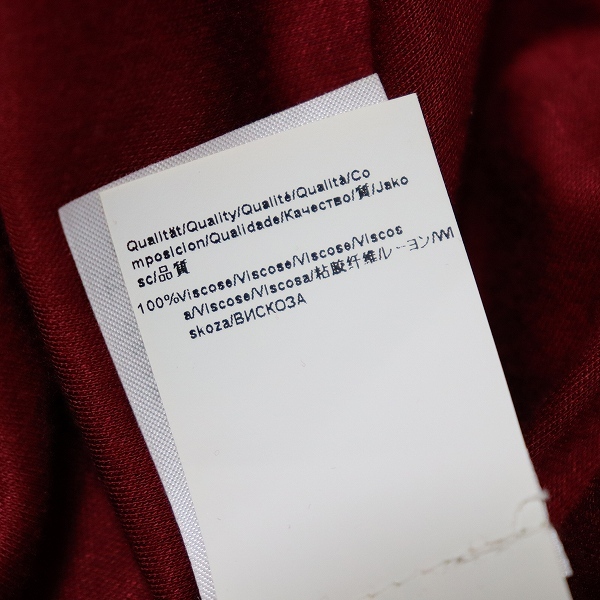 Qualität/Quality/Qualité/Qualità/Co
mposicion/Qualidade/Качество/質/Jako
sc/品質
100%Viscose/Viscose/Viscose/Viscos
a/Viscose/Viscosa/粘胶纤维/レーヨン/WI
skoza/ВИСКОЗА